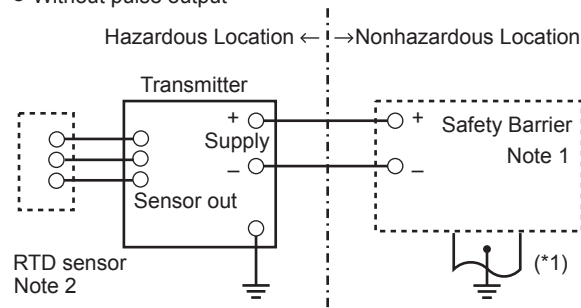 Without pulse output
Hazardous Location ← → Nonhazardous Location
Transmitter
+
Supply
–
Sensor out
+
–
Safety Barrier
Note 1
RTD sensor
Note 2
(*1)